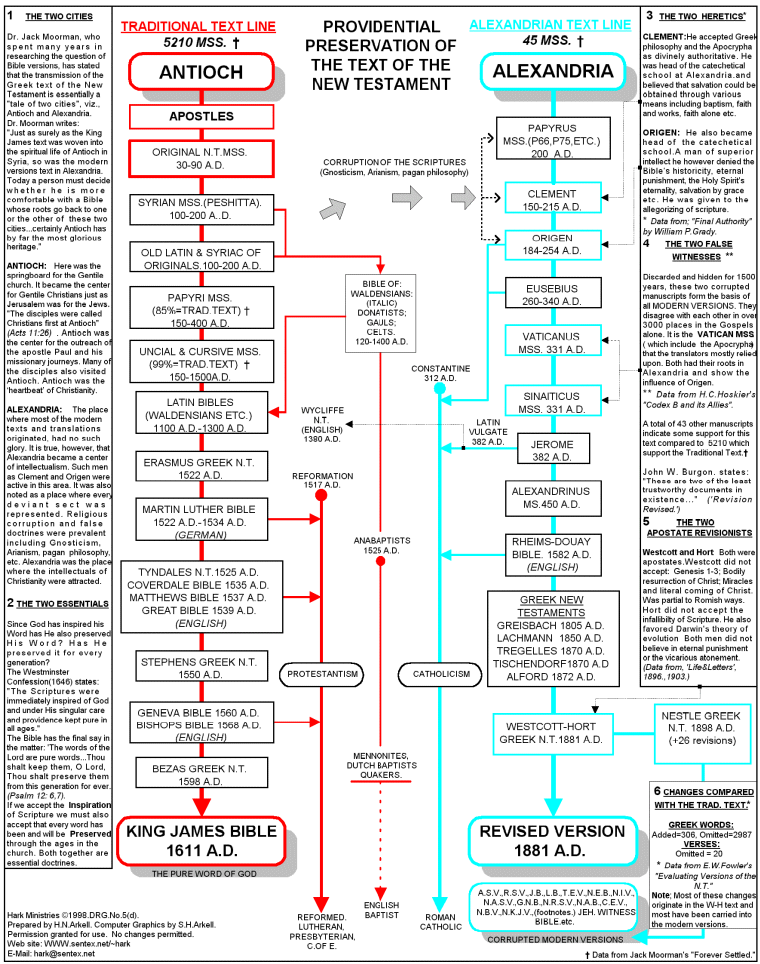 1 THE TWO CITIES
Dr. Jack Moorman, who
spent many years in
researching the question of
Bible versions, has stated
that the transmission of the
Greek text of the New
Testament is essentially a
"tale of two cities", viz.,
Antioch and Alexandria.
Dr. Moorman writes:
"Just as surely as the King
James text was woven into
the spiritual life of Antioch in
Syria, so was the modern
versions text in Alexandria.
Today a person must decide
whether he is more
comfortable with a Bible
whose roots go back to one
or the other of these two
cities...certainly Antioch has
by far the most glorious
heritage."
ANTIOCH: Here was the
springboard for the Gentile
church. It became the center
for Gentile Christians just as
Jerusalem was for the Jews.
"The disciples were called
Christians first at Antioch"
(Acts 11:26) . Antioch was
the center for the outreach of
the apostle Paul and his
missionary journeys. Many of
the disciples also visited
Antioch. Antioch was the
'heartbeat' of Christianity.
ALEXANDRIA: The place
where most of the modern
texts and translations
originated, had no such
glory. It is true, however, that
Alexandria became a center
of intellectualism. Such men
as Clement and Origen were
active in this area. It was also
noted as a place where every
deviant sect was
represented. Religious
corruption and false
doctrines were prevalent
including Gnosticism,
Arianism, pagan philosophy,
etc. Alexandria was the place
where the intellectuals of
Christianity were attracted.
2 THE TWO ESSENTIALS
Since God has inspired his
Word has He also preserved
His Word? Has He
preserved it for every
generation?
The Westminster
Confession(1646) states:
"The Scriptures were
immediately inspired of God
and under His singular care
and providence kept pure in
all ages."
The Bible has the final say in
the matter: 'The words of the
Lord are pure words...Thou
shalt keep them, O Lord,
Thou shalt preserve them
from this generation for ever.
(Psalm 12: 6,7).
If we accept the Inspiration
of Scripture we must also
accept that every word has
been and will be Preserved
through the ages in the
church. Both together are
essential doctrines.
Hark Ministries ©1998.DRG.No.5(d).
Prepared by H.N.Arkell. Computer Graphics by S.H.Arkell.
Permission granted for use. No changes permitted.
Web site: WWW.sentex.net/~hark
E-Mail: hark@sentex.net
TRADITIONAL TEXT LINE
5210 MSS. †
ANTIOCH
APOSTLES
ORIGINAL N.T.MSS.
30-90 A.D.
SYRIAN MSS.(PESHITTA).
100-200 A..D.
OLD LATIN & SYRIAC OF
ORIGINALS.100-200 A.D.
PAPYRI MSS.
(85%=TRAD.TEXT) †
150-400 A.D.
UNCIAL & CURSIVE MSS.
(99%=TRAD.TEXT) †
150-1500A.D.
LATIN BIBLES
(WALDENSIANS ETC.)
1100 A.D.-1300 A.D.
ERASMUS GREEK N.T.
1522 A.D.
MARTIN LUTHER BIBLE
1522 A.D.-1534 A.D.
(GERMAN)
TYNDALES N.T.1525 A.D.
COVERDALE BIBLE 1535 A.D.
MATTHEWS BIBLE 1537 A.D.
GREAT BIBLE 1539 A.D.
(ENGLISH)
STEPHENS GREEK N.T.
1550 A.D.
GENEVA BIBLE 1560 A.D.
BISHOPS BIBLE 1568 A.D.
(ENGLISH)
BEZAS GREEK N.T.
1598 A.D.
KING JAMES BIBLE
1611 A.D.
THE PURE WORD OF GOD
PROVIDENTIAL
PRESERVATION OF
THE TEXT OF THE
NEW TESTAMENT
CORRUPTION OF THE SCRIPTURES
(Gnosticism, Arianism, pagan philosophy)
BIBLE OF:
WALDENSIANS:
(ITALIC)
DONATISTS;
GAULS;
CELTS.
120-1400 A.D.
WYCLIFFE
N.T.
(ENGLISH)
1380 A.D.
REFORMATION
1517 A.D.
ANABAPTISTS
1525 A.D.
PROTESTANTISM
MENNONITES,
DUTCH BAPTISTS
QUAKERS.
REFORMED.
LUTHERAN,
PRESBYTERIAN,
C.OF E.
ENGLISH
BAPTIST
CONSTANTINE
312 A.D.
LATIN
VULGATE
382 A.D.
CATHOLICISM
ROMAN
CATHOLIC
ALEXANDRIAN TEXT LINE
45 MSS. †
ALEXANDRIA
PAPYRUS
MSS.(P66,P75,ETC.)
200 A.D.
CLEMENT
150-215 A.D.
ORIGEN
184-254 A.D.
EUSEBIUS
260-340 A.D.
VATICANUS
MSS. 331 A.D.
SINAITICUS
MSS. 331 A.D.
JEROME
382 A.D.
ALEXANDRINUS
MS.450 A.D.
RHEIMS-DOUAY
BIBLE. 1582 A.D.
(ENGLISH)
GREEK NEW
TESTAMENTS
GREISBACH 1805 A.D.
LACHMANN 1850 A.D.
TREGELLES 1870 A.D.
TISCHENDORF1870 A.D
ALFORD 1872 A.D.
WESTCOTT-HORT
GREEK N.T.1881 A.D.
NESTLE GREEK
N.T. 1898 A.D.
(+26 revisions)
REVISED VERSION
1881 A.D.
A.S.V.,R.S.V.,J.B.,L.B.,T.E.V.,N.E.B.,N.I.V.,
N.A.S.V.,G.N.B.,N.R.S.V.,N.A.B.,C.E.V.,
N.B.V.,N.K.J.V.,(footnotes.) JEH. WITNESS
BIBLE.etc.
CORRUPTED MODERN VERSIONS
3 THE TWO HERETICS*
CLEMENT:He accepted Greek
philosophy and the Apocrypha
as divinely authoritative. He
was head of the catechetical
school at Alexandria.and
believed that salvation could be
obtained through various
means including baptism, faith
and works, faith alone etc.
ORIGEN: He also became
head of the catechetical
school.A man of superior
intellect he however denied the
Bible's historicity, eternal
punishment, the Holy Spirit's
eternality, salvation by grace
etc. He was given to the
allegorizing of scripture.
* Data from; "Final Authority"
by William P.Grady.
4 THE TWO FALSE
WITNESSES **
Discarded and hidden for 1500
years, these two corrupted
manuscripts form the basis of
all MODERN VERSIONS. They
disagree with each other in over
3000 places in the Gospels
alone. It is the VATICAN MSS
( which include the Apocrypha)
that the translators mostly relied
upon. Both had their roots in
Alexandria and show the
influence of Origen.
** Data from H.C.Hoskier's
"Codex B and its Allies".
A total of 43 other manuscripts
indicate some support for this
text compared to 5210 which
support the Traditional Text.†
John W. Burgon. states:
"These are two of the least
trustworthy documents in
existence..." ('Revision
Revised.')
5 THE TWO
APOSTATE REVISIONISTS
Westcott and Hort Both were
apostates.Westcott did not
accept: Genesis 1-3; Bodily
resurrection of Christ; Miracles
and literal coming of Christ.
Was partial to Romish ways.
Hort did not accept the
infallibilty of Scripture. He also
favored Darwin's theory of
evolution Both men did not
believe in eternal punishment
or the vicarious atonement.
(Data from, 'Life&Letters',
1896.,1903.)
6 CHANGES COMPARED
WITH THE TRAD. TEXT.*
GREEK WORDS:
Added=306, Omitted=2987
VERSES:
Omitted = 20
* Data from E.W.Fowler's
"Evaluating Versions of the
N.T."
Note; Most of these changes
originate in the W-H text and
most have been carried into
the modern versions.
† Data from Jack Moorman's "Forever Settled."